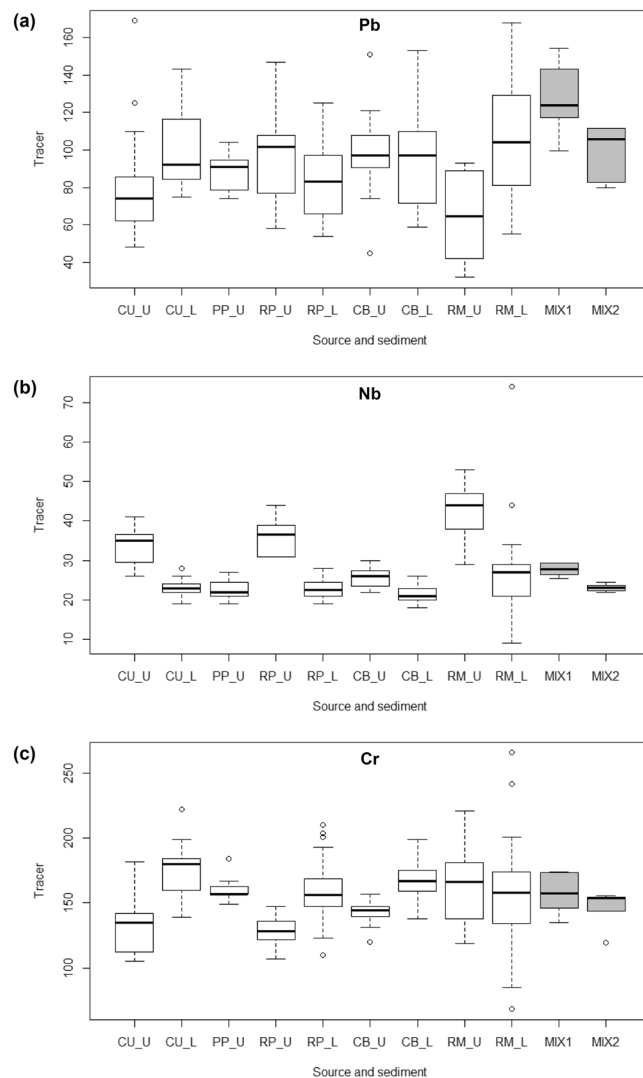 (a)
Pb
Tracer
160
140
120
100
80
60
40
CU_U CU_L PP_U RP_U RP_L CB_U CB_L RM_U RM_L MIX1 MIX2
Source and sediment
(b)
Nb
Tracer
70
60
50
40
30
20
10
CU_U CU_L PP_U RP_U RP_L CB_U CB_L RM_U RM_L MIX1 MIX2
Source and sediment
(c)
Cr
Tracer
250
200
150
100
CU_U CU_L PP_U RP_U RP_L CB_U CB_L RM_U RM_L MIX1 MIX2
Source and sediment